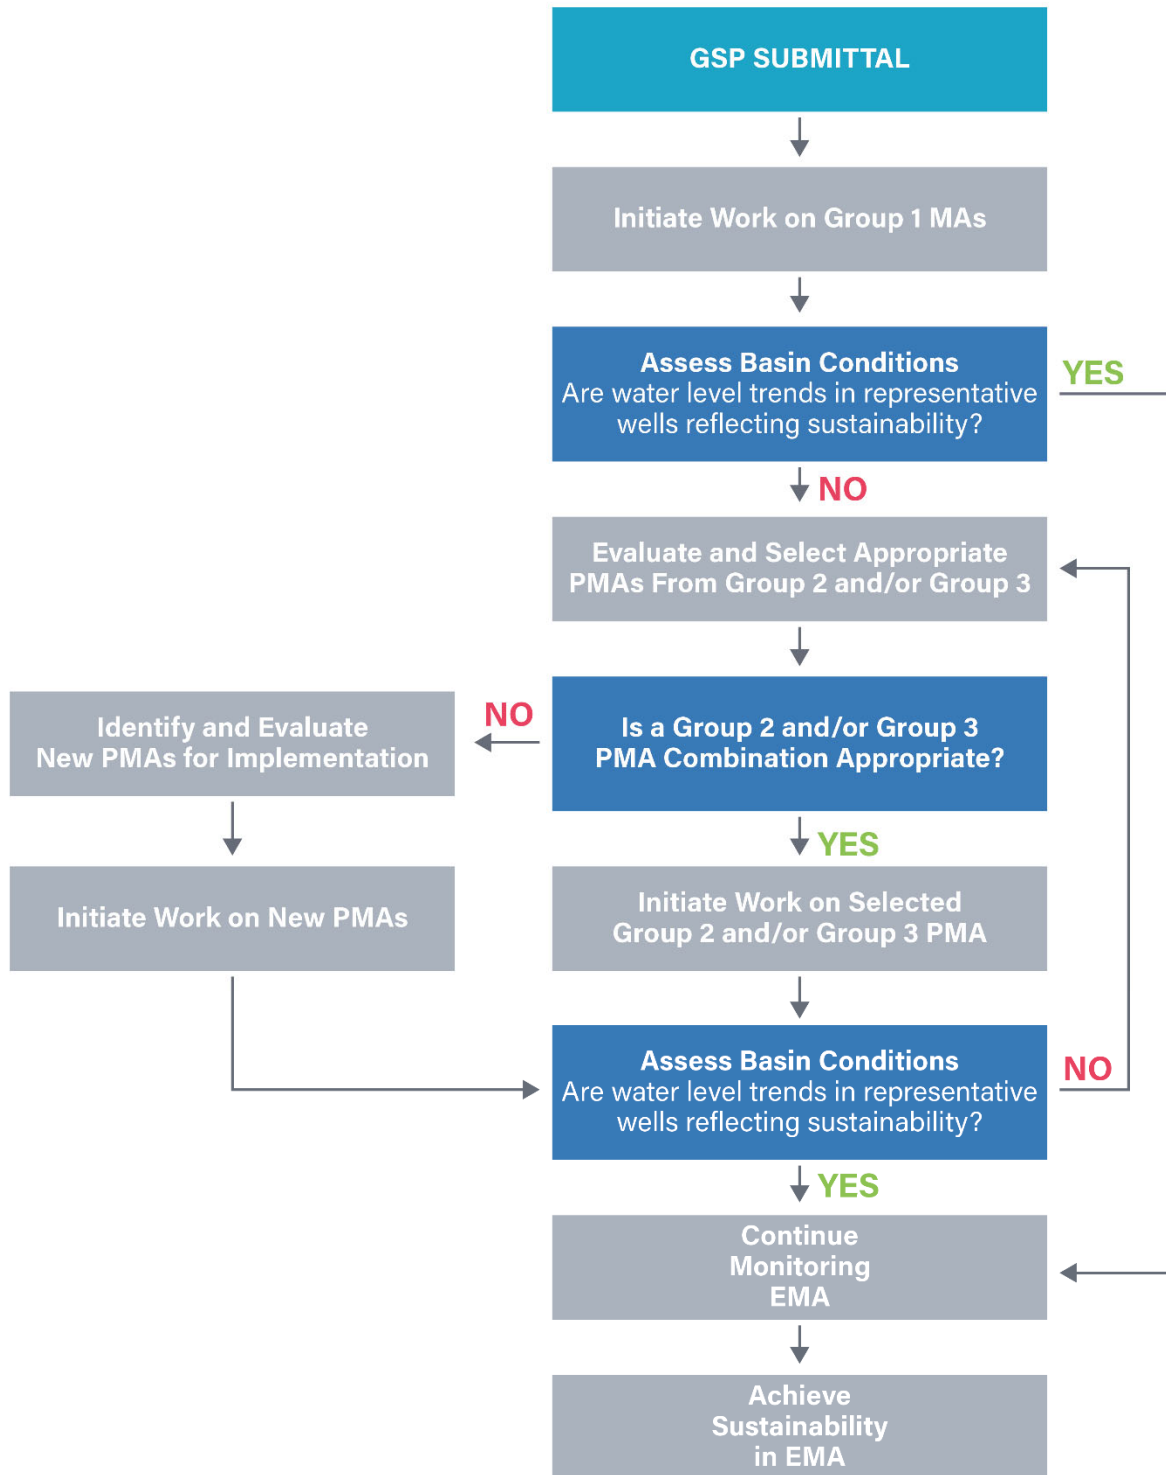 GSP SUBMITTAL
Initiate Work on Group 1 MAs
Assess Basin Conditions
Are water level trends in representative
wells reflecting sustainability?
YES
NO
Evaluate and Select Appropriate
PMAs From Group 2 and/or Group 3
Is a Group 2 and/or Group 3
PMA Combination Appropriate?
NO
Identify and Evaluate
New PMAs for Implementation
YES
Initiate Work on New PMAs
Initiate Work on Selected
Group 2 and/or Group 3 PMA
Assess Basin Conditions
Are water level trends in representative
wells reflecting sustainability?
NO
YES
Continue
Monitoring
EMA
Achieve
Sustainability
in EMA